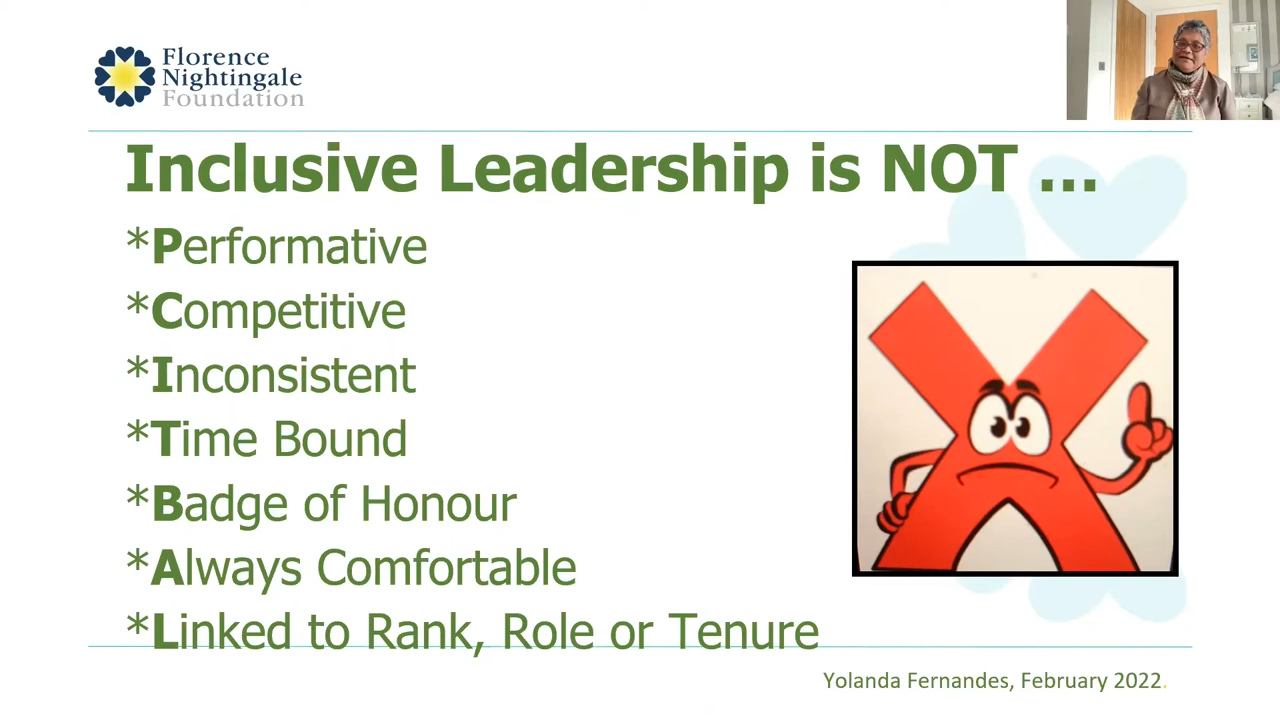 Florence
Nightingale
Foundation
Inclusive Leadership is NOT ...
*Performative
*Competitive
*Inconsistent
*Time Bound
*Badge of Honour
*Always Comfortable
*Linked to Rank, Role or Tenure
Yolanda Fernandes, February 2022.